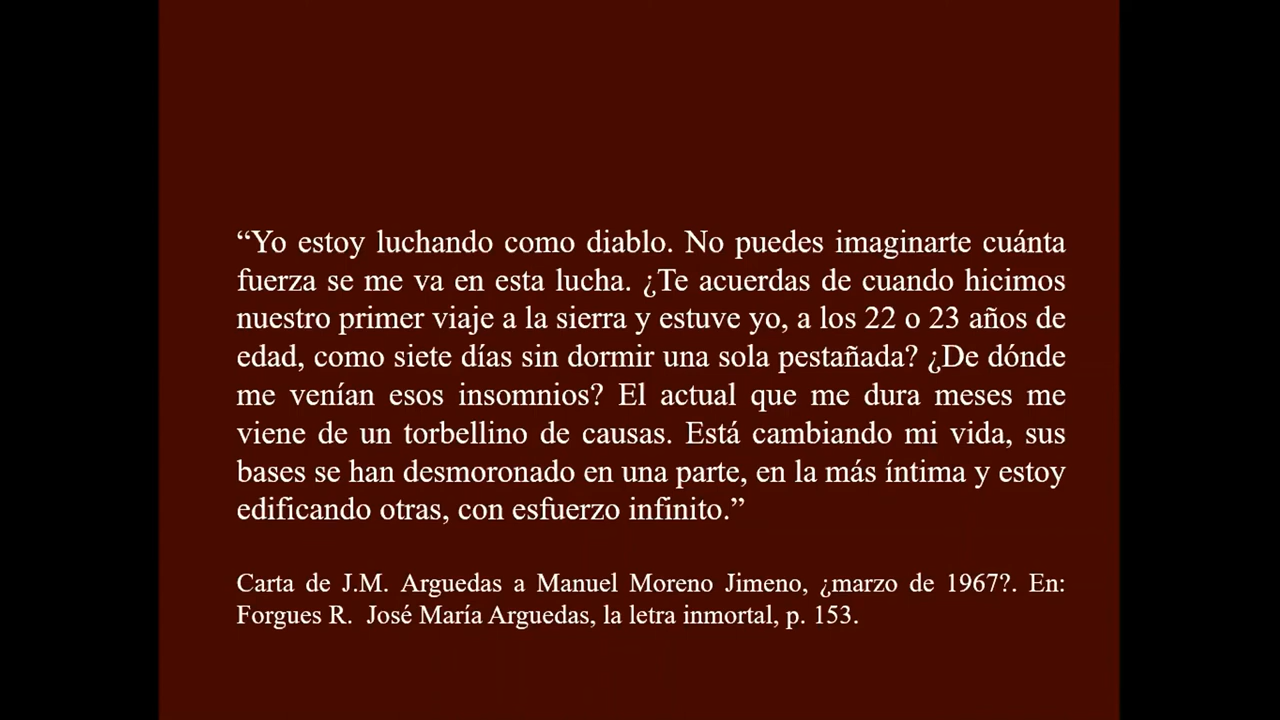 “Yo estoy luchando como diablo. No puedes imaginarte cuánta
fuerza se me va en esta lucha. ¿Te acuerdas de cuando hicimos
nuestro primer viaje a la sierra y estuve yo, a los 22 o 23 años de
edad, como siete días sin dormir una sola pestañada? ¿De dónde
me venían esos insomnios? El actual que me dura meses me
viene de un torbellino de causas. Está cambiando mi vida, sus
bases se han desmoronado en una parte, en la más íntima y estoy
edificando otras, con esfuerzo infinito.”
Carta de J.M. Arguedas a Manuel Moreno Jimeno, ¿marzo de 1967?. En:
Forgues R. José María Arguedas, la letra inmortal, p. 153.